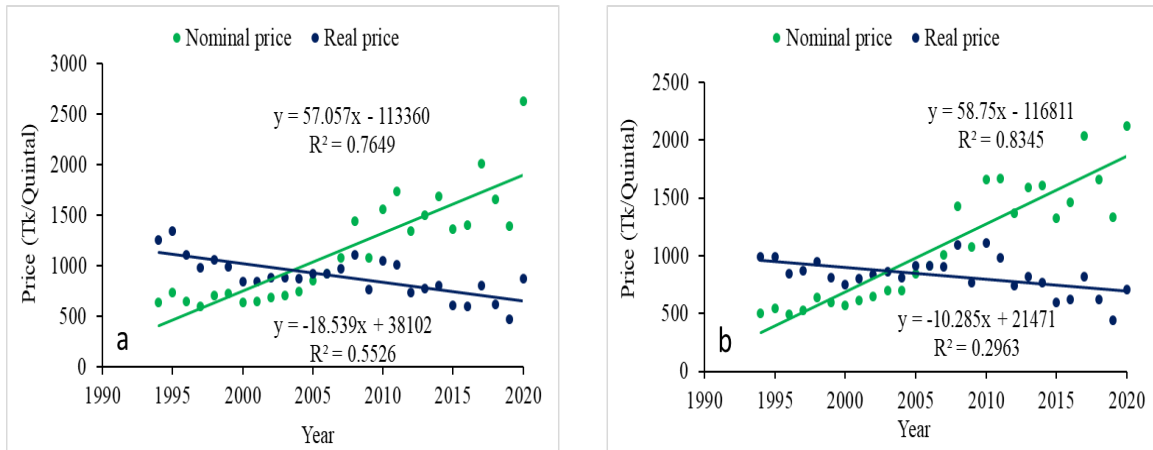 Nominal price Real price
3000
2500
2000
1500
1000
500
0
Price (Tk/Quintal)
y = 57.057x - 113360
R² = 0.7649
y = -18.539x + 38102
R² = 0.5526
a
1990 1995 2000 2005 2010 2015 2020
Year
Nominal price Real price
2500
2000
1500
1000
500
0
Price (Tk/Quintal)
y = 58.75x - 116811
R² = 0.8345
y = -10.285x + 21471
R² = 0.2963
b
1990 1995 2000 2005 2010 2015 2020
Year